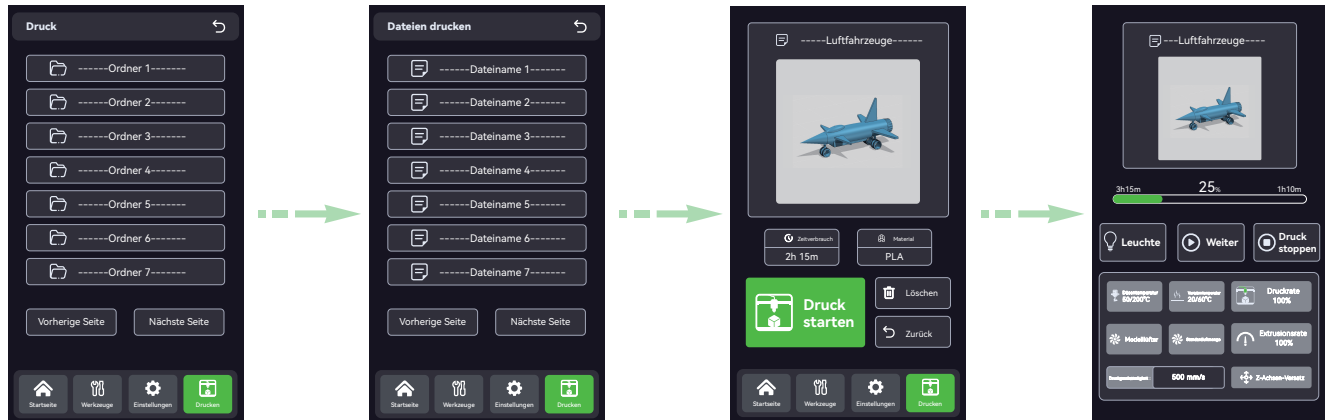 Druck
------Ordner 1-------
------Ordner 2-------
------Ordner 3-------
------Ordner 4-------
------Ordner 5-------
------Ordner 6-------
------Ordner 7-------
Vorherige Seite
Nächste Seite
Startseite
Werkzeuge
Einstellungen
Drucken
Dateien drucken
------Dateiname 1-------
------Dateiname 2-------
------Dateiname 3-------
------Dateiname 4-------
------Dateiname 5-------
------Dateiname 6-------
------Dateiname 7-------
Vorherige Seite
Nächste Seite
Startseite
Werkzeuge
Einstellungen
Drucken
-----Luftfahrzeuge------
Zeitverbrauch
2h 15m
Material
PLA
Druck
starten
Löschen
Zurück
Startseite
Werkzeuge
Einstellungen
Drucken
---Luftfahrzeuge----
3h15m
25%
1h10m
Leuchte
Weiter
Druck
stoppen
60/200°C
20/60°C
Druckrate
100%
Modelllüfter
Extrusionsrate
100%
500 mm/s
Z-Achsen-Versatz